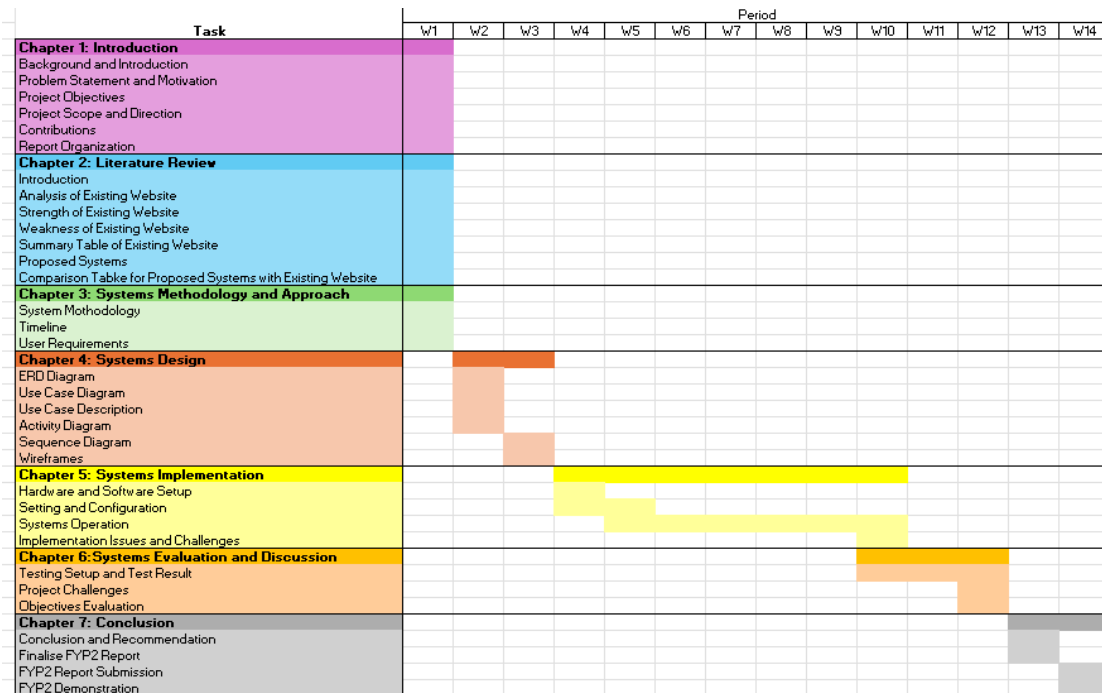 Period
Task W1 W2 W3 W4 W5 W6 W7 W8 W9 W10 W11 W12 W13 W14
Chapter 1: Introduction
Background and Introduction
Problem Statement and Motivation
Project Objectives
Project Scope and Direction
Contributions
Report Organization
Chapter 2: Literature Review
Introduction
Analysis of Existing Website
Strength of Existing Website
Weakness of Existing Website
Summary Table of Existing Website
Proposed Systems
Comparison Tabke for Proposed Systems with Existing Website
Chapter 3: Systems Methodology and Approach
System Mothodology
Timeline
User Requirements
Chapter 4: Systems Design
ERD Diagram
Use Case Diagram
Use Case Description
Activity Diagram
Sequence Diagram
Wireframes
Chapter 5: Systems Implementation
Hardware and Software Setup
Setting and Configuration
Systems Operation
Implementation Issues and Challenges
Chapter 6:Systems Evaluation and Discussion
Testing Setup and Test Result
Project Challenges
Objectives Evaluation
Chapter 7: Conclusion
Conclusion and Recommendation
Finalise FYP2 Report
FYP2 Report Submission
FYP2 Demonstration